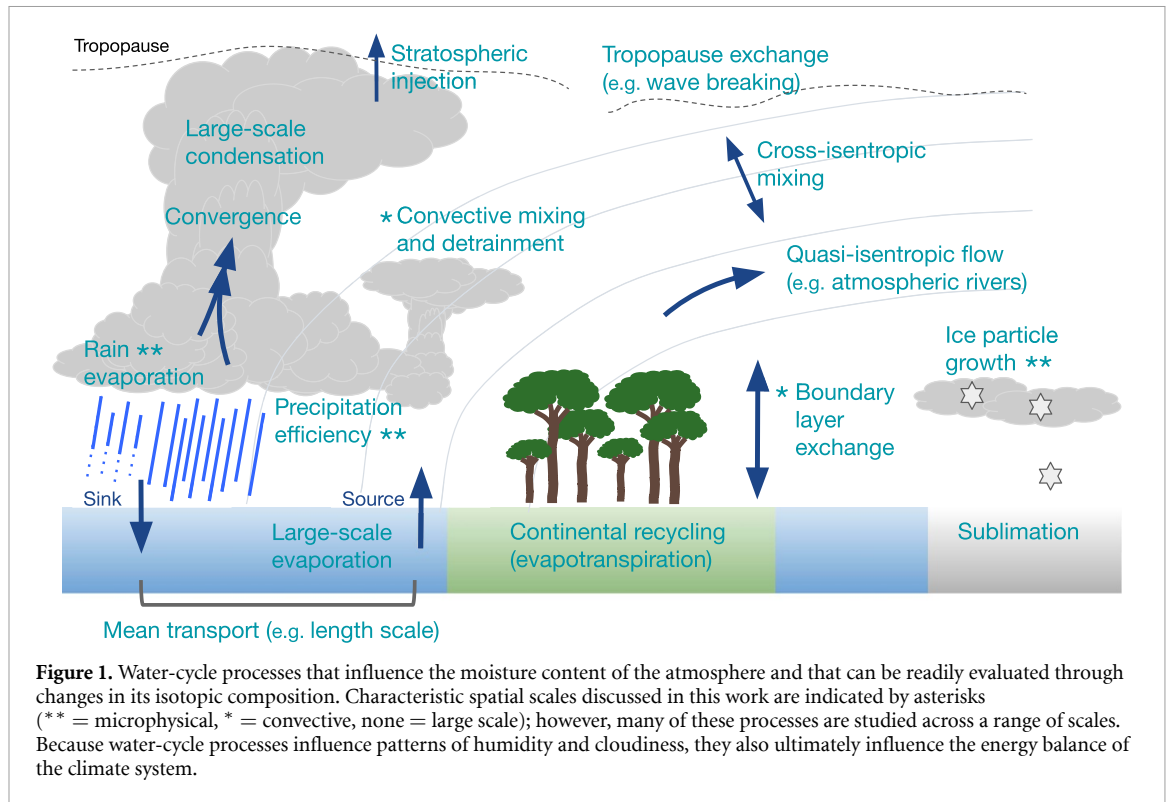 Tropopause
Stratospheric
injection
Tropopause exchange
(e.g. wave breaking)
Large-scale
condensation
Cross-isentropic
mixing
Convergence
* Convective mixing
and detrainment
Quasi-isentropic flow
(e.g. atmospheric rivers)
Rain **
evaporation
Ice particle
growth **
Precipitation
efficiency **
* Boundary
layer
exchange
Sink
Source
Large-scale
evaporation
Continental recycling
(evapotranspiration)
Sublimation
Mean transport (e.g. length scale)
Figure 1. Water-cycle processes that influence the moisture content of the atmosphere and that can be readily evaluated through
changes in its isotopic composition. Characteristic spatial scales discussed in this work are indicated by asterisks
(** = microphysical, * = convective, none = large scale); however, many of these processes are studied across a range of scales.
Because water-cycle processes influence patterns of humidity and cloudiness, they also ultimately influence the energy balance of
the climate system.